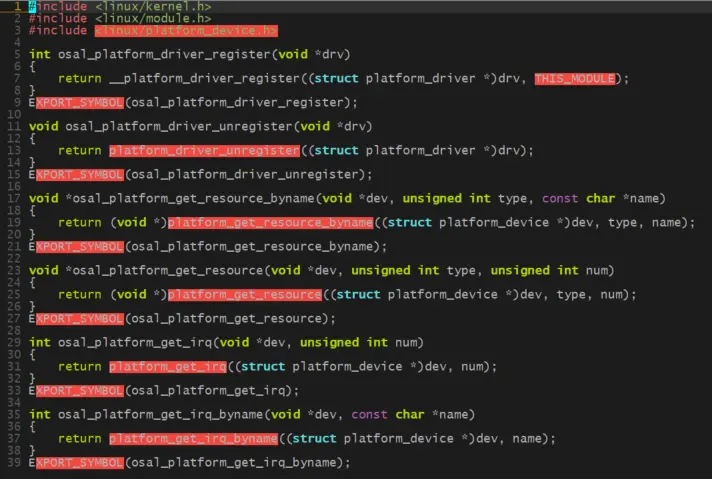 1 #include <linux/kernel.h>
2 #include <linux/module.h>
3 #include <linux/platform_device.h>
4
5 int osal_platform_driver_register(void *drv)
6 {
7     return __platform_driver_register((struct platform_driver *)drv, THIS_MODULE);
8 }
9 EXPORT_SYMBOL(osal_platform_driver_register);
10
11 void osal_platform_driver_unregister(void *drv)
12 {
13     return platform_driver_unregister((struct platform_driver *)drv);
14 }
15 EXPORT_SYMBOL(osal_platform_driver_unregister);
16
17 void *osal_platform_get_resource_byname(void *dev, unsigned int type, const char *name)
18 {
19     return (void *)platform_get_resource_byname((struct platform_device *)dev, type, name);
20 }
21 EXPORT_SYMBOL(osal_platform_get_resource_byname);
22
23 void *osal_platform_get_resource(void *dev, unsigned int type, unsigned int num)
24 {
25     return (void *)platform_get_resource((struct platform_device *)dev, type, num);
26 }
27 EXPORT_SYMBOL(osal_platform_get_resource);
28
29 int osal_platform_get_irq(void *dev, unsigned int num)
30 {
31     return platform_get_irq((struct platform_device *)dev, num);
32 }
33 EXPORT_SYMBOL(osal_platform_get_irq);
34
35 int osal_platform_get_irq_byname(void *dev, const char *name)
36 {
37     return platform_get_irq_byname((struct platform_device *)dev, name);
38 }
39 EXPORT_SYMBOL(osal_platform_get_irq_byname);